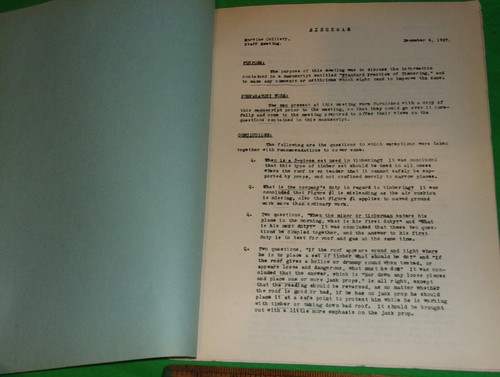 SYNOPSIS
Marvine Colliery, December 6, 1927.
Staff Meeting.
PURPOSE:
The purpose of this meeting was to discuss the information
contained in a manuscript entitled "Standard Practice of Timbering," and
to make any comments or criticisms which might tend to improve the same.
PREPARATORY WORK:
The men present at this meeting were furnished with a copy of
this manuscript prior to the meeting, so that they could go over it care-
fully and come to the meeting prepared to offer their views on the
questions contained in this manuscript.
CONCLUSIONS:
The following are the questions to which exceptions were taken
together with recommendations to cover same:
Q. When is a 3-piece set used in timbering? It was concluded
that this type of timber set should be used in all cases
where the roof is so tender that it cannot safely be sup-
ported by props, and not confined merely to narrow places.
Q. What is the company's duty in regard to timbering? It was
concluded that Figure #1 is misleading as the air cushion
is missing, also that Figure #1 applies to caved ground
work more than ordinary work.
Q. Two questions, "When the miner or timberman enters his
place in the morning, what is his first duty?" and "What
is his next duty?" it was concluded that these two ques-
tions be coupled together, and the answer to his first
duty is to test for roof and gas at the same time.
Q. Two questions, "If the roof appears sound and tight where
he is to place a set of timber what should he do?" and "If
the roof gives a hollow or drummy sound when tested, or
appears loose and dangerous, what must he do?" It was con-
cluded that the answer, which is "bar down any loose pieces
and place one or more jack props," is all right, except
that the reading should be reversed, as no matter whether
the roof is good or bad, if he has no jack prop he should
place it at a safe point to protect him while he is working
with timber or taking down bad roof. It should be brought
out with a little more emphasis on the jack prop.